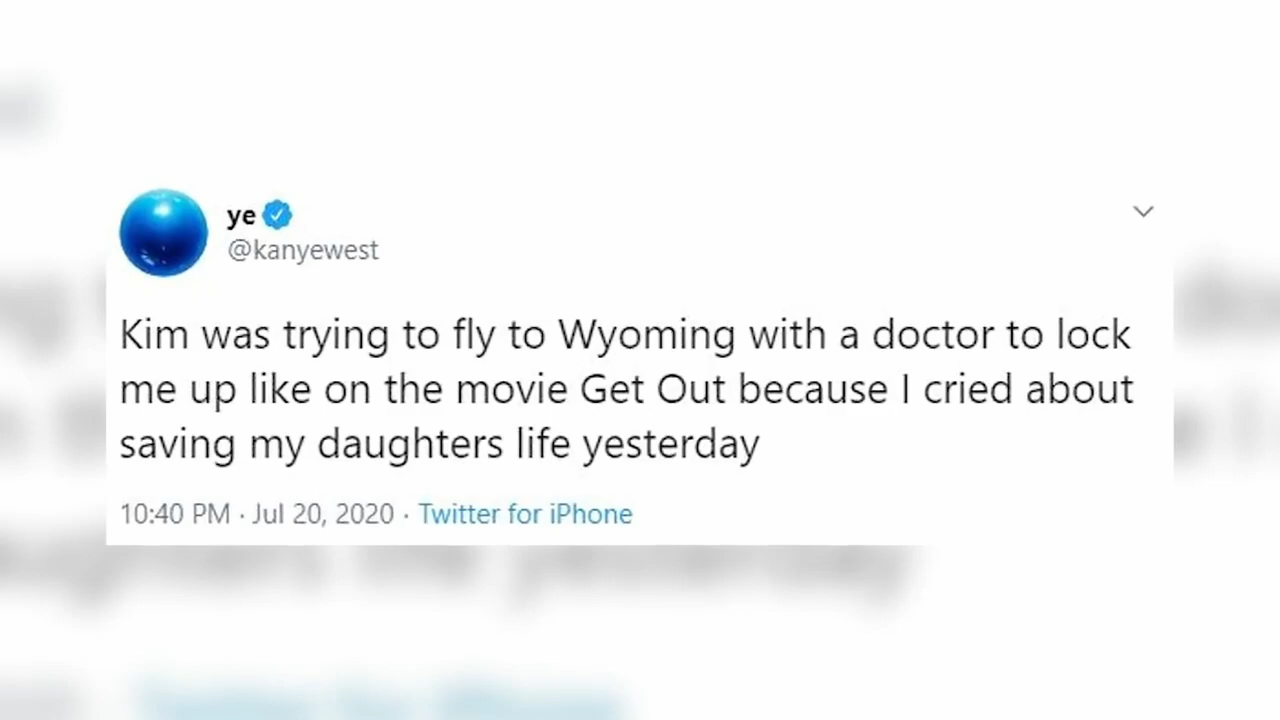 ye
@kanyewest
Kim was trying to fly to Wyoming with a doctor to lock
me up like on the movie Get Out because I cried about
saving my daughters life yesterday
10:40 PM · Jul 20, 2020 · Twitter for iPhone